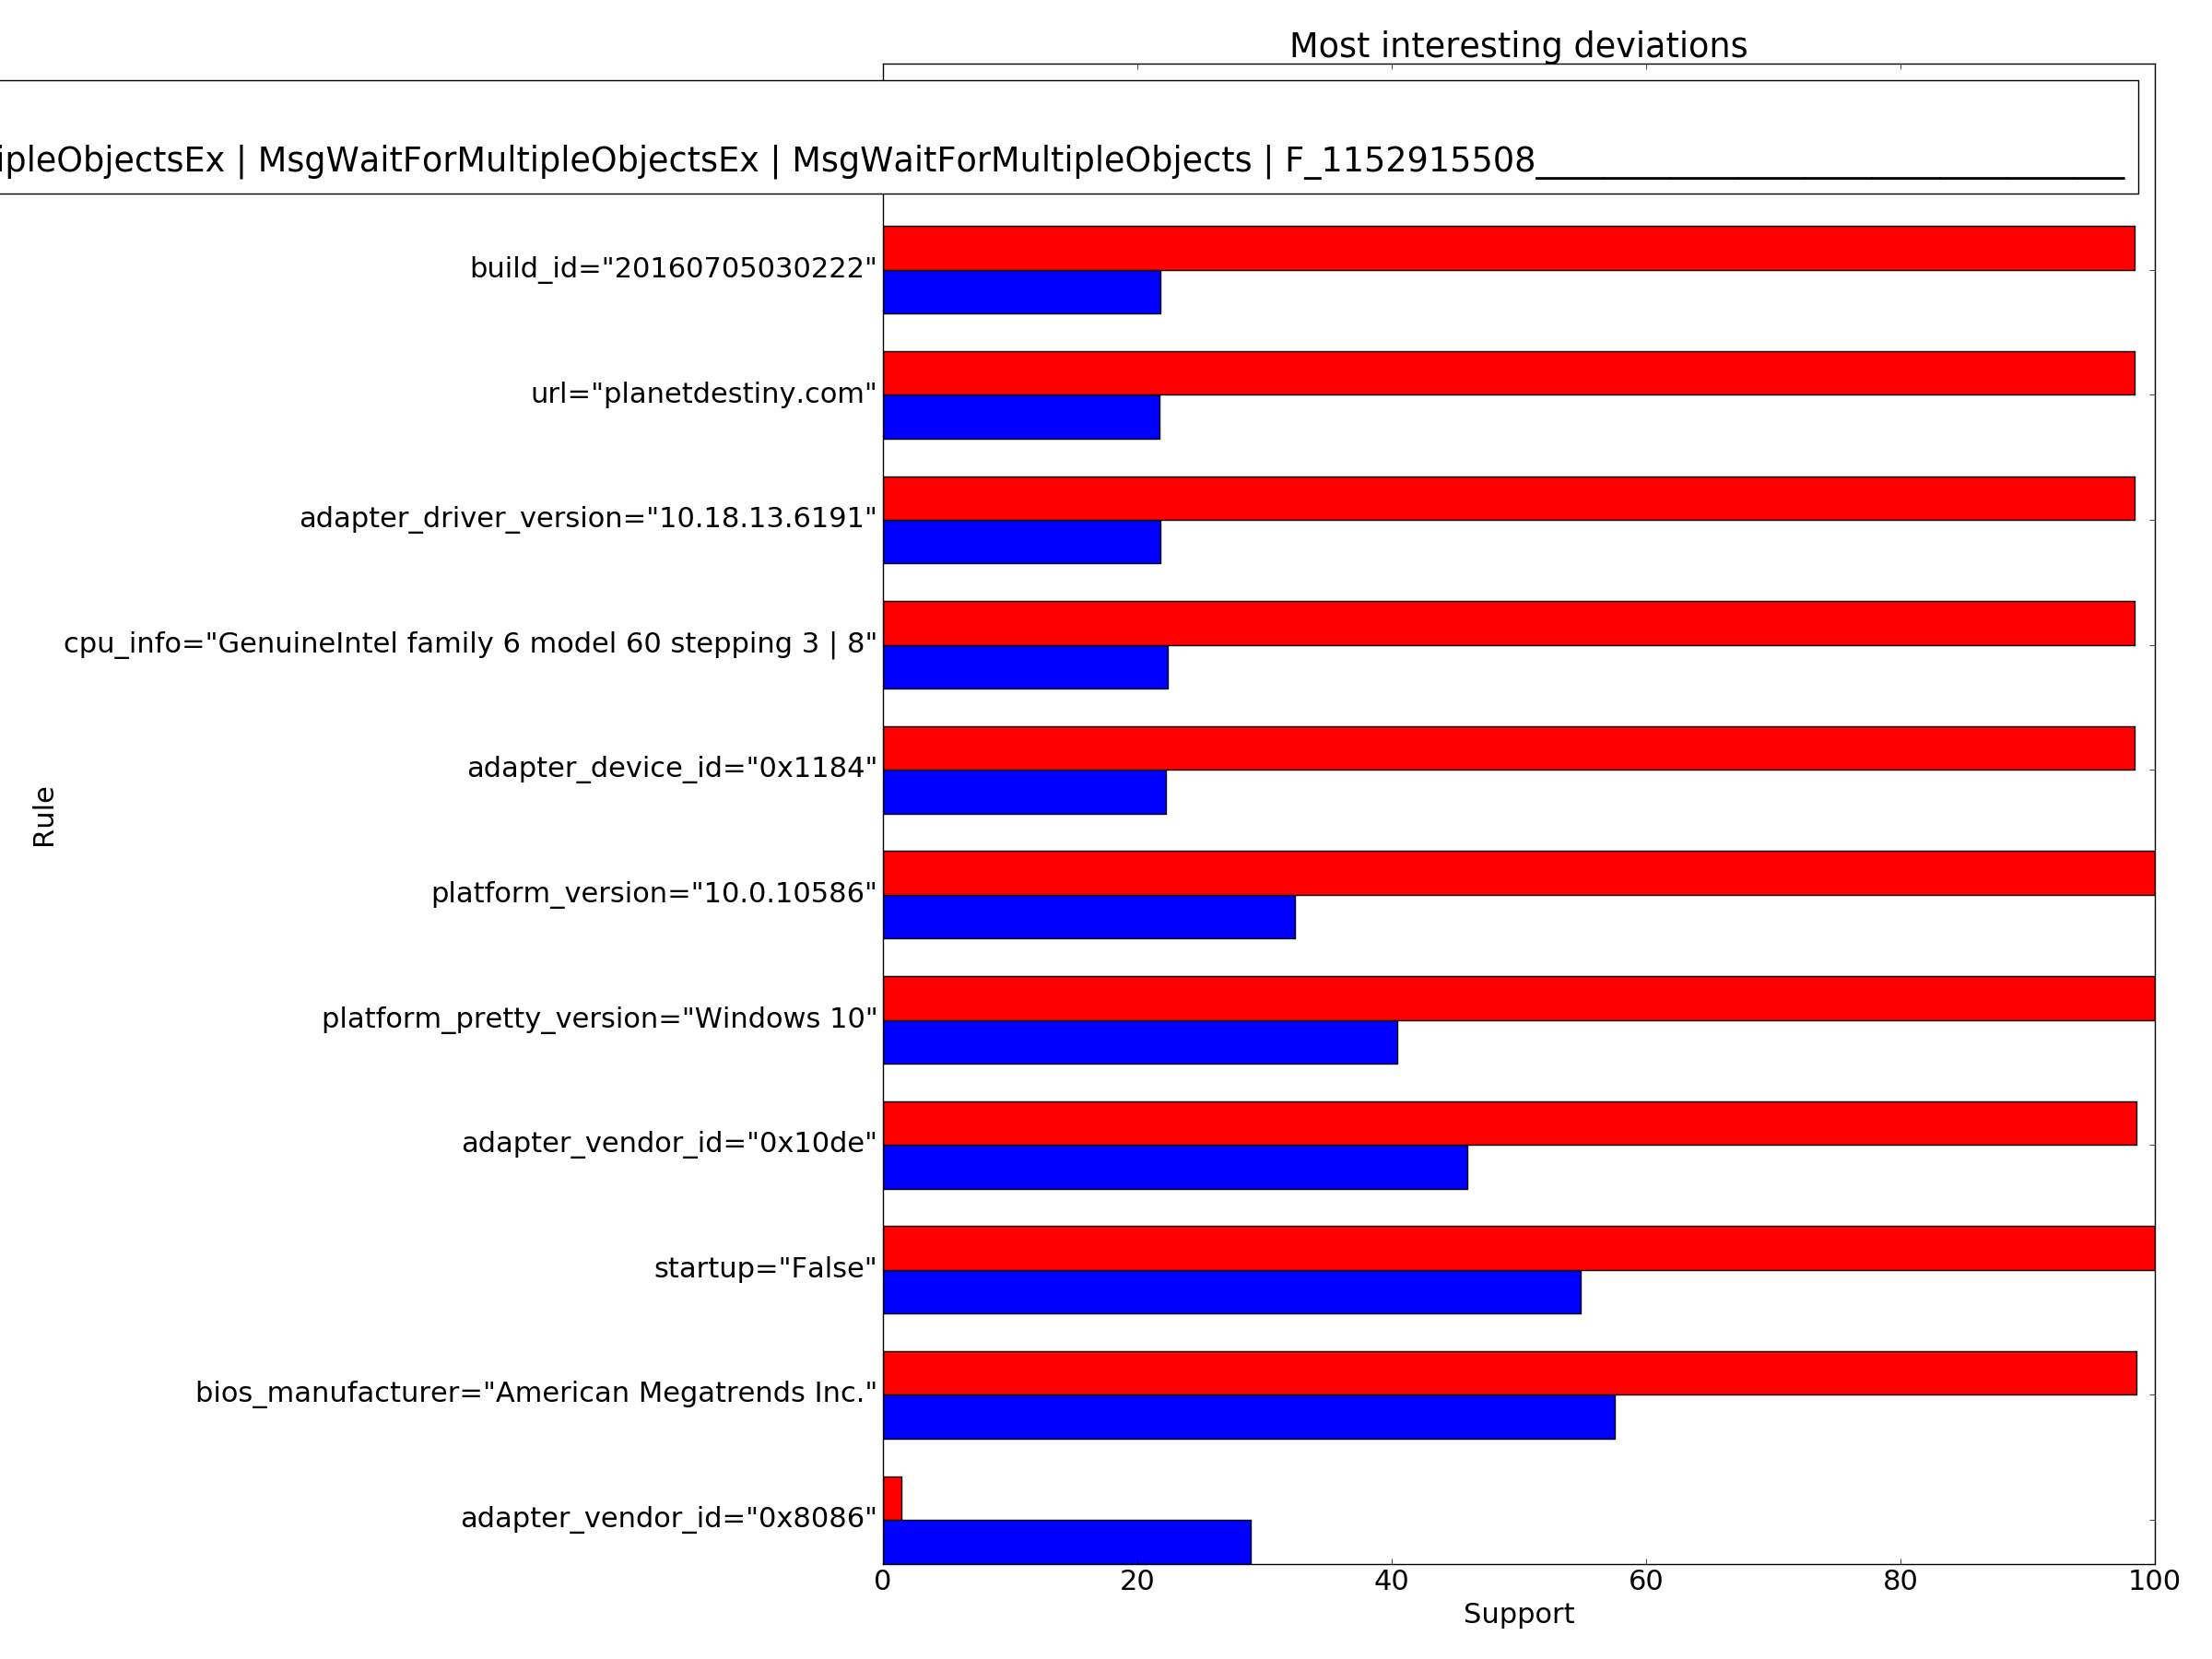 Most interesting deviations
ipleObjectsEx | MsgWaitForMultipleObjectsEx | MsgWaitForMultipleObjects | F_1152915508________________________________
build_id="20160705030222"
url="planetdestiny.com"
adapter_driver_version="10.18.13.6191"
cpu_info="GenuineIntel family 6 model 60 stepping 3 | 8"
adapter_device_id="0x1184"
platform_version="10.0.10586"
platform_pretty_version="Windows 10"
adapter_vendor_id="0x10de"
startup="False"
bios_manufacturer="American Megatrends Inc."
adapter_vendor_id="0x8086"
Rule
0 20 40 60 80 100
Support